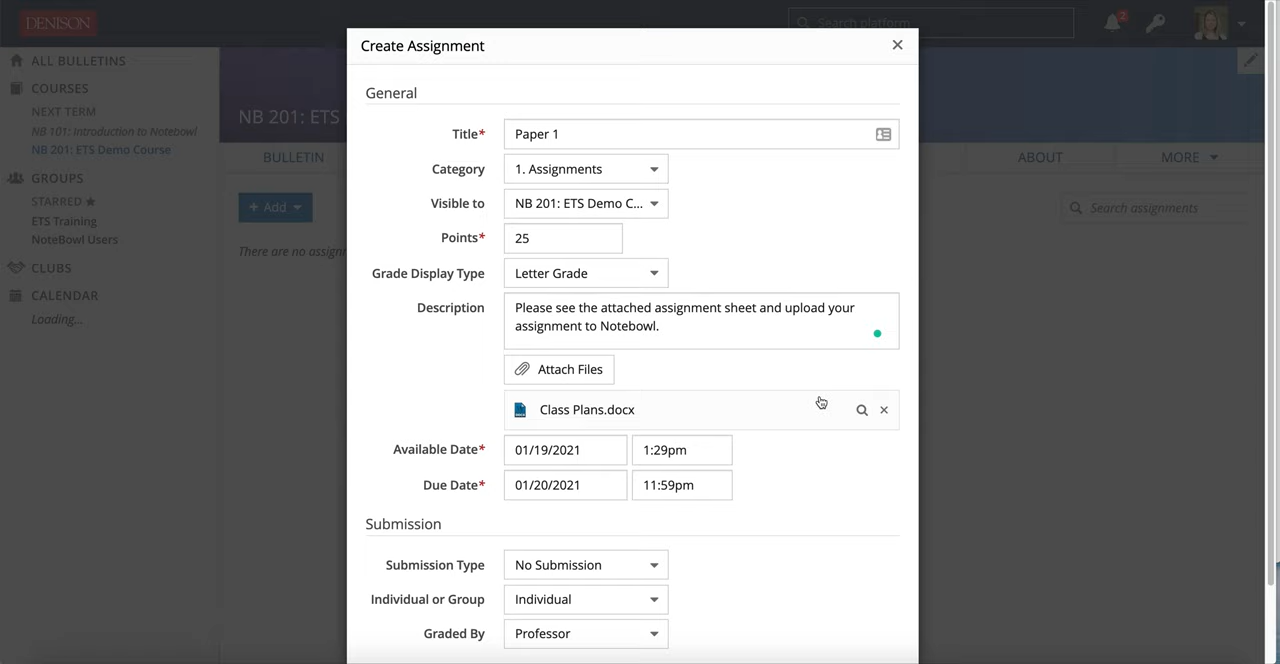 DENISON
Search platform
2
ALL BULLETINS
COURSES
NEXT TERM
NB 101: Introduction to Notebowl
NB 201: ETS Demo Course
GROUPS
STARRED ★
ETS Training
NoteBowl Users
CLUBS
CALENDAR
Loading...
NB 201: ETS
BULLETIN
ABOUT
MORE
+ Add
Search assignments
There are no assignm
Create Assignment
General
Title* Paper 1
Category 1. Assignments
Visible to NB 201: ETS Demo C...
Points* 25
Grade Display Type Letter Grade
Description Please see the attached assignment sheet and upload your
assignment to Notebowl.
Attach Files
Class Plans.docx
Available Date* 01/19/2021 1:29pm
Due Date* 01/20/2021 11:59pm
Submission
Submission Type No Submission
Individual or Group Individual
Graded By Professor